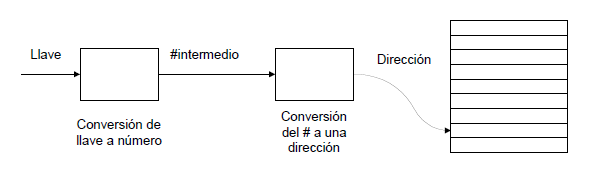 Llave
#intermedio
Dirección
Conversión de
llave a número
Conversión
del # a una
dirección